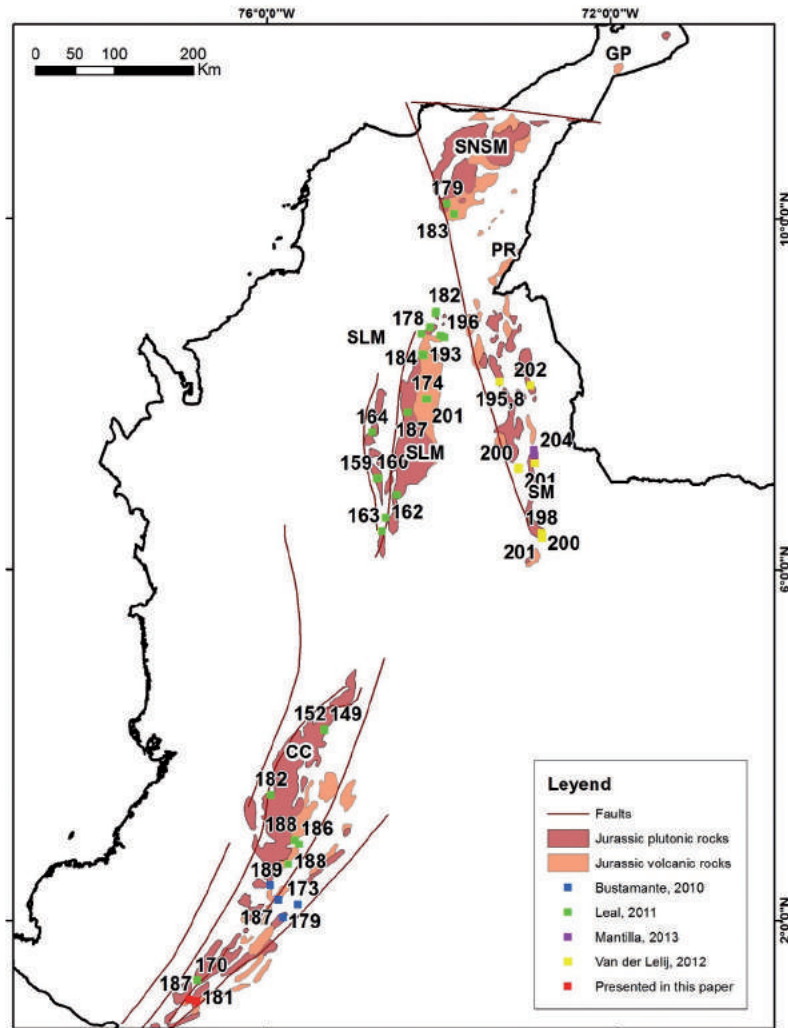 76°0'0"W
72°0'0"W
0 50 100 200
Km
GP
SNSM
179
183
10°0'0"N
PR
182
178
196
SLM
184
193
174
202
195,8
201
164
187
204
SLM
200
159
160
201
SM
163
162
198
200
201
6°0'0"N
152 149
CC
182
188
186
188
189
173
187
179
2°0'0"N
170
187
181
Leyend
Faults
Jurassic plutonic rocks
Jurassic volcanic rocks
Bustamante, 2010
Leal, 2011
Mantilla, 2013
Van der Lelij, 2012
Presented in this paper